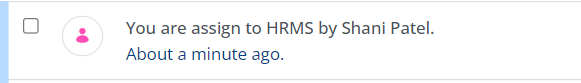 You are assign to HRMS by Shani Patel.
About a minute ago.